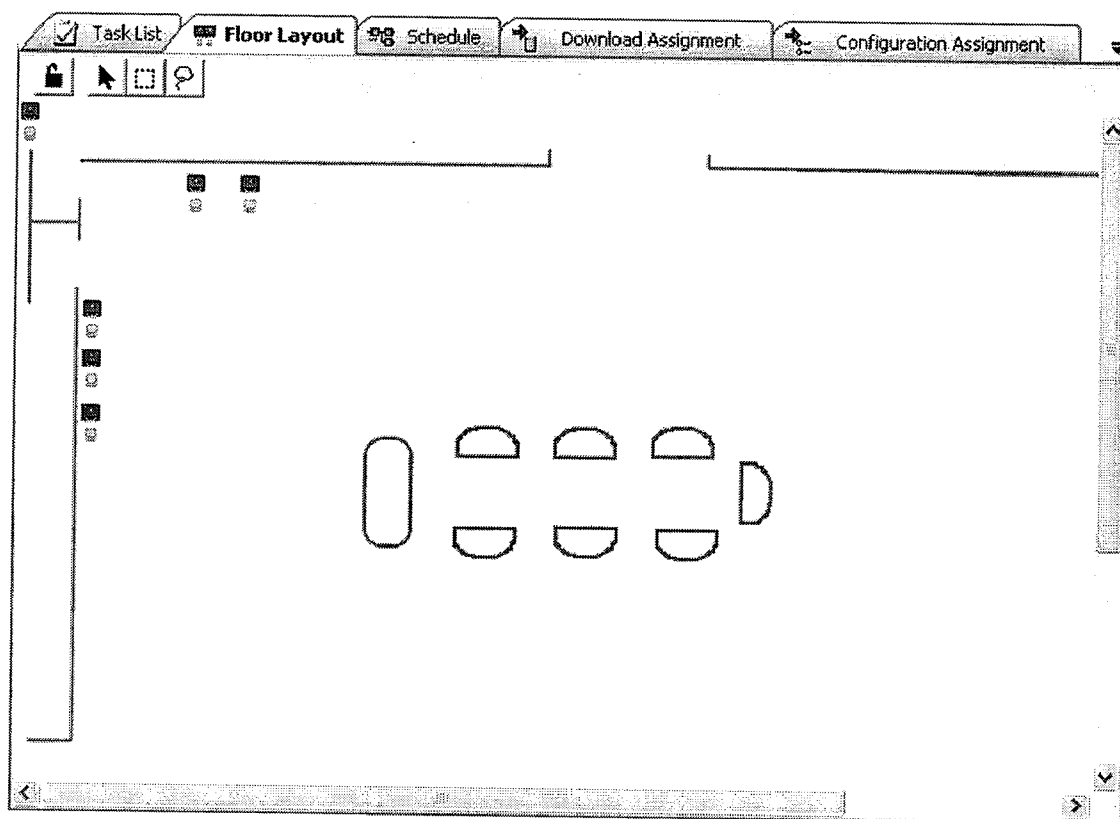 Task List
Floor Layout
Schedule
Download Assignment
Configuration Assignment